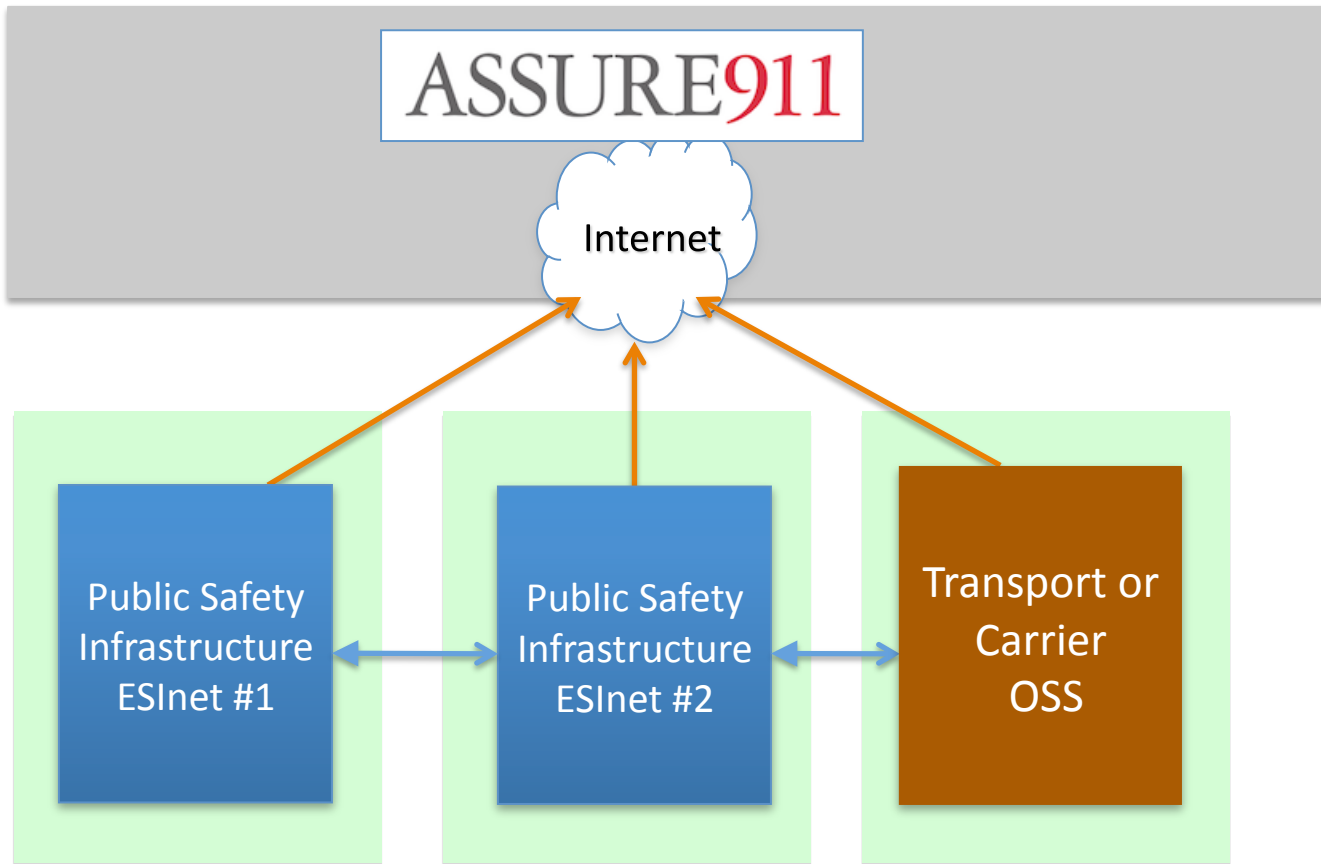 ASSURE911
Internet
Public Safety
Infrastructure
ESInet #1
Public Safety
Infrastructure
ESInet #2
Transport or
Carrier
OSS